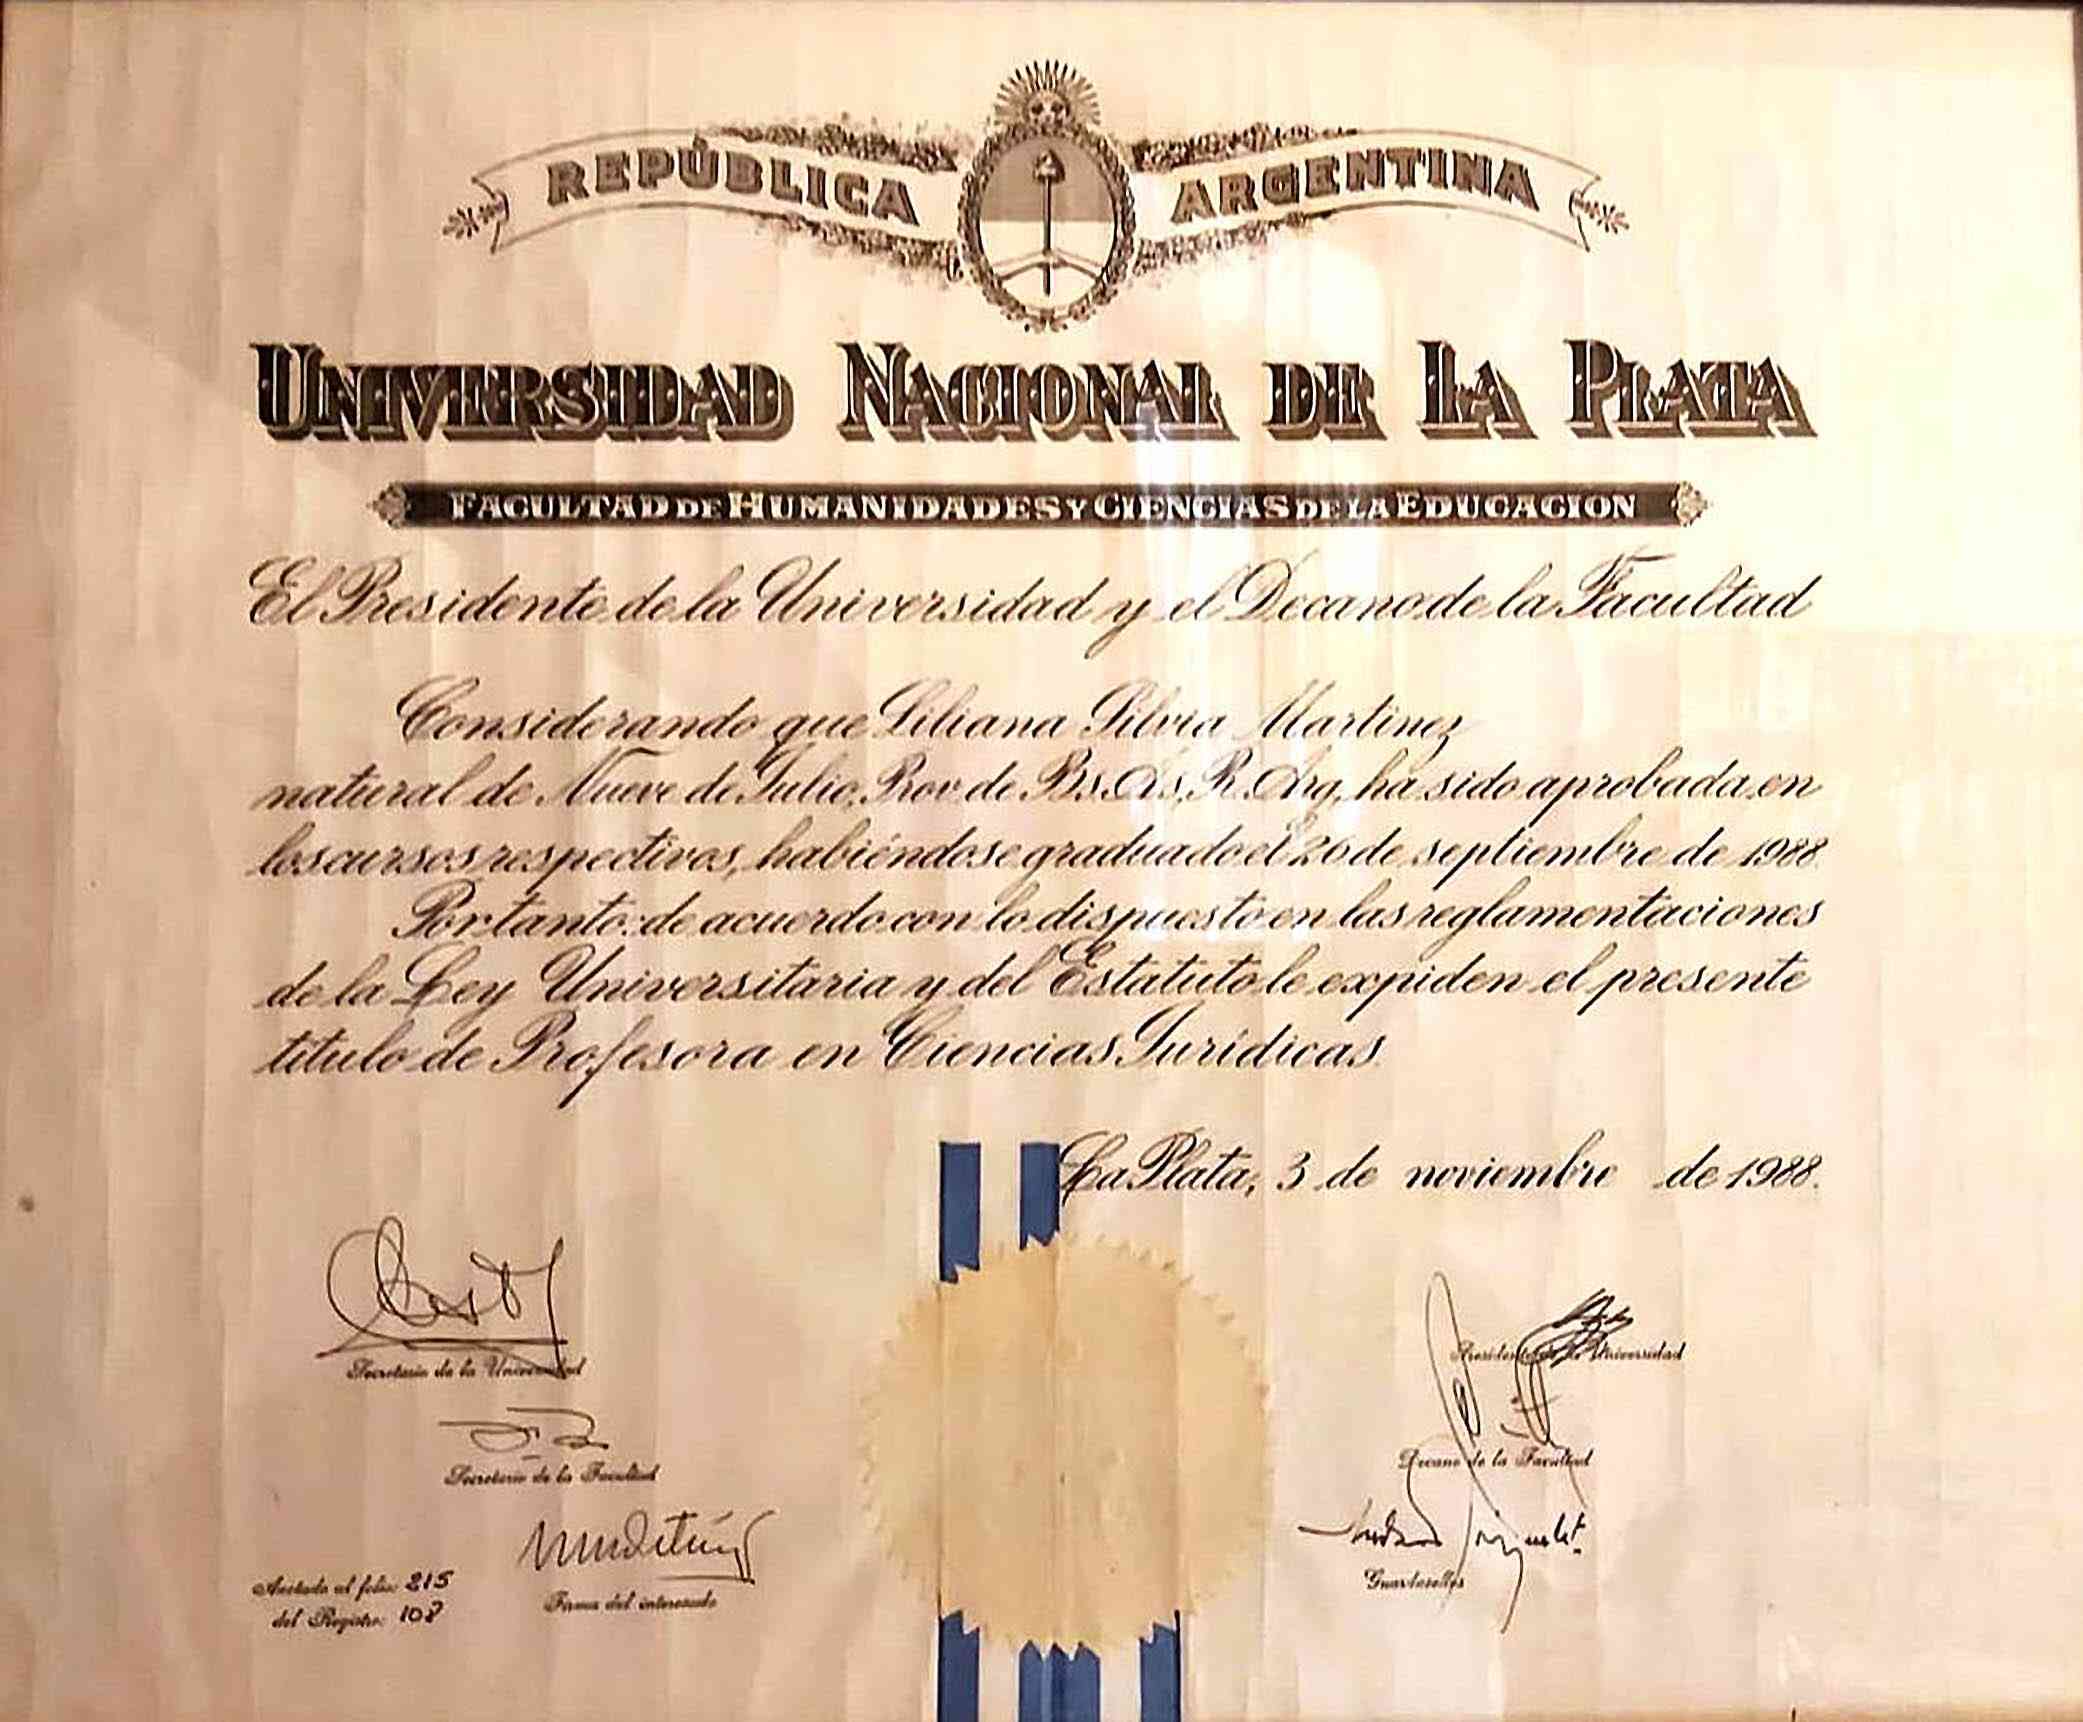 REPÚBLICA ARGENTINA
UNIVERSIDAD NACIONAL DE LA PLATA
FACULTAD DE HUMANIDADES Y CIENCIAS DE LA EDUCACION
El Presidente de la Universidad y el Decano de la Facultad
Considerando que Liliana Silvia Martinez
natural de Nueve de Julio, Prov. de Bs. As., R. Arg., ha sido aprobada en
los cursos respectivos, habiéndose graduado el 26 de septiembre de 1988.
Por tanto: de acuerdo con lo dispuesto en las reglamentaciones
de la Ley Universitaria y del Estatuto le expiden el presente
título de Profesora en Ciencias Jurídicas.
La Plata, 3 de noviembre de 1988.
Secretario de la Universidad
Presidente de la Universidad
Secretario de la Facultad
Decano de la Facultad
Anotado al folio: 215
del Registro:
Firma del interesado
Guardasellos